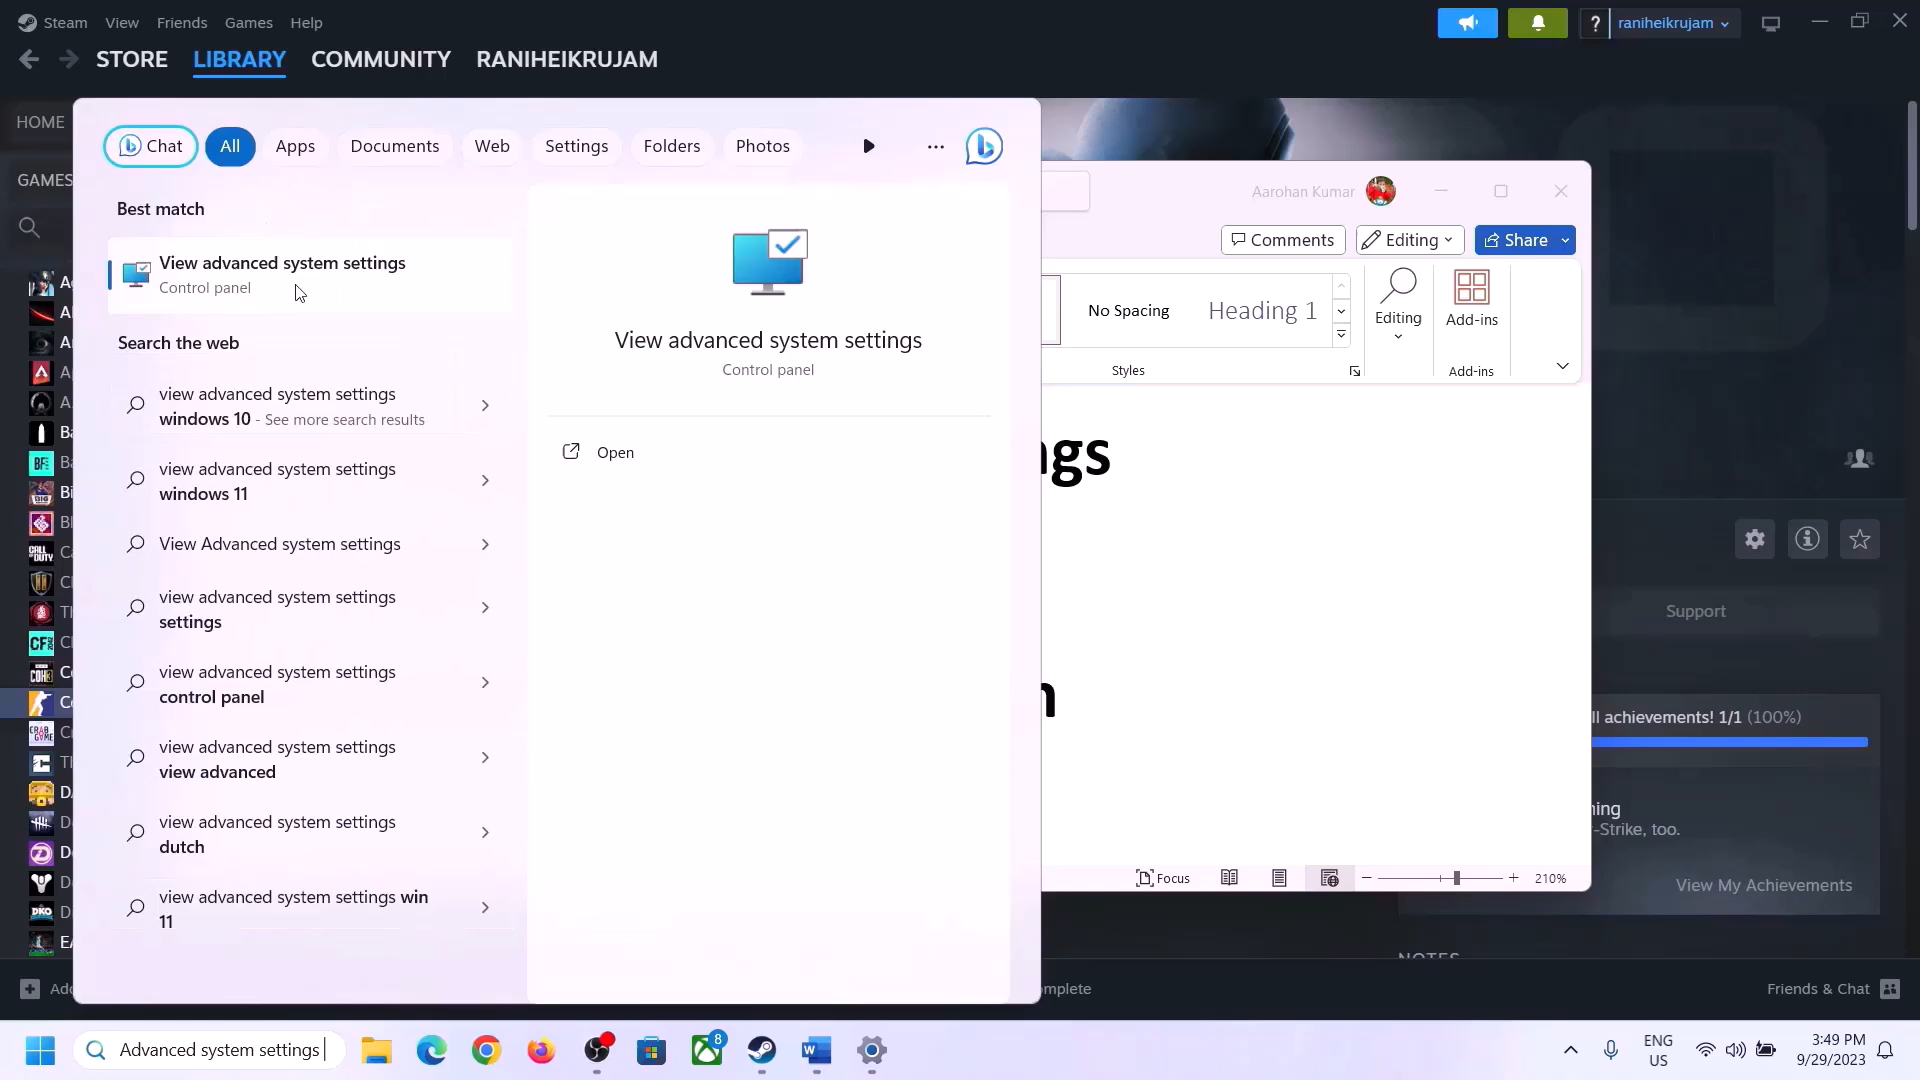 Steam View Friends Games Help
raniheikrujam
STORE LIBRARY COMMUNITY RANIHEIKRUJAM
HOME
GAMES
Chat All Apps Documents Web Settings Folders Photos
Best match
View advanced system settings
Control panel
Search the web
view advanced system settings
windows 10 - See more search results
view advanced system settings
windows 11
View Advanced system settings
view advanced system settings
settings
view advanced system settings
control panel
view advanced system settings
view advanced
view advanced system settings
dutch
view advanced system settings win
11
View advanced system settings
Control panel
Open
Aarohan Kumar
Comments Editing Share
No Spacing Heading 1
Editing
Add-ins
Styles
Add-ins
ngs
Focus
210%
Support
ll achievements! 1/1 (100%)
-Strike, too.
View My Achievements
NOTES
Friends & Chat
Advanced system settings
8
ENG
US
3:49 PM
9/29/2023